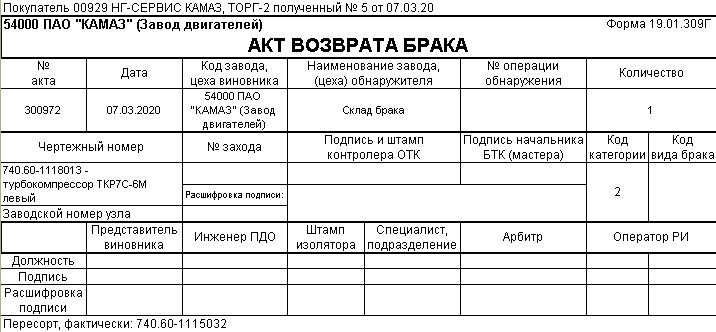 Покупатель 00929 НГ-СЕРВИС КАМАЗ, ТОРГ-2 полученный № 5 от 07.03.20
54000 ПАО "КАМАЗ" (Завод двигателей) Форма 19.01.309Г
АКТ ВОЗВРАТА БРАКА
№ акта
Дата
Код завода, цеха виновника
Наименование завода, (цеха) обнаружителя
№ операции обнаружения
Количество
300972
07.03.2020
54000 ПАО "КАМАЗ" (Завод двигателей)
Склад брака
1
Чертежный номер
№ захода
Подпись и штамп контролера ОТК
Подпись начальника БТК (мастера)
Код категории
Код вида брака
740.60-1118013 - турбокомпрессор ТКР7С-6М левый
Расшифровка подписи:
2
Заводской номер узла
Представитель виновника
Инженер ПДО
Штамп изолятора
Специалист, подразделение
Арбитр
Оператор РИ
Должность
Подпись
Расшифровка подписи
Пересорт, фактически: 740.60-1115032